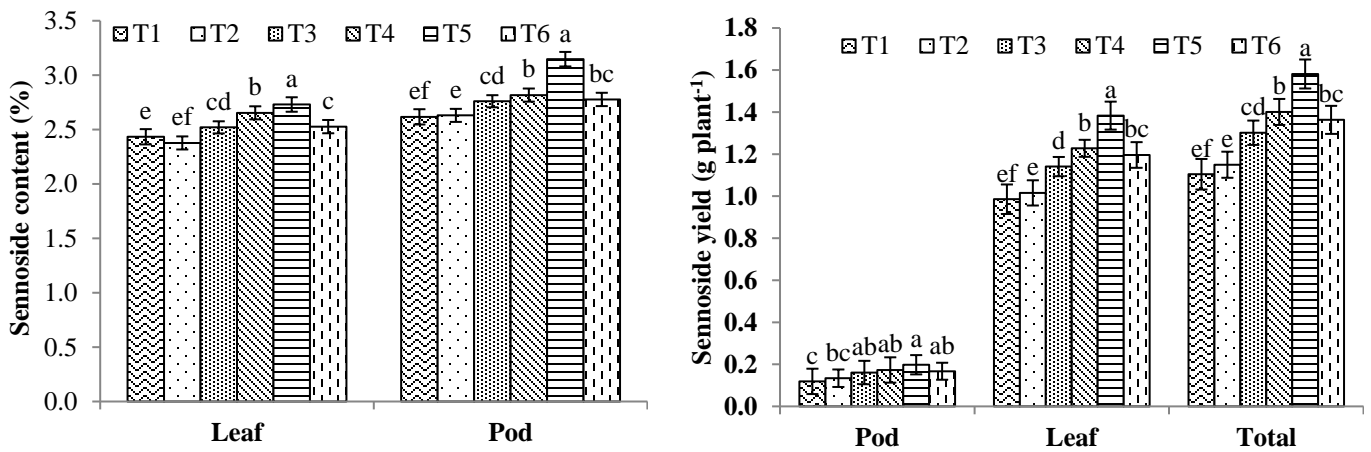 3.5
3.0
2.5
2.0
1.5
1.0
0.5
0.0
Sennoside content (%)
T1 T2 T3 T4 T5 T6
e ef cd b a c
ef e cd b a bc
Leaf Pod
1.8
1.6
1.4
1.2
1.0
0.8
0.6
0.4
0.2
0.0
Sennoside yield (g plant-1)
T1 T2 T3 T4 T5 T6
c bc ab ab a ab
ef e d b a bc
ef e cd b a bc
Pod Leaf Total